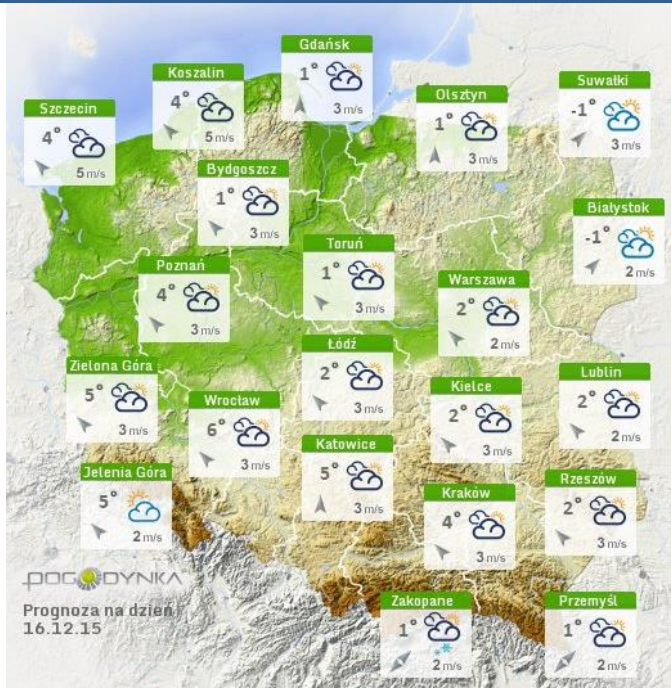 Gdańsk
1°
3 m/s
Koszalin
4°
5 m/s
Suwałki
-1°
3 m/s
Olsztyn
1°
3 m/s
Szczecin
4°
5 m/s
Bydgoszcz
1°
3 m/s
Białystok
-1°
2 m/s
Toruń
1°
3 m/s
Poznań
4°
3 m/s
Warszawa
2°
2 m/s
Łódź
2°
3 m/s
Zielona Góra
5°
3 m/s
Lublin
2°
2 m/s
Kielce
2°
3 m/s
Wrocław
6°
3 m/s
Katowice
5°
3 m/s
Jelenia Góra
5°
2 m/s
Rzeszów
2°
3 m/s
Kraków
4°
3 m/s
POGODYNKA
Prognoza na dzień
16.12.15
Zakopane
1°
2 m/s
Przemyśl
1°
2 m/s